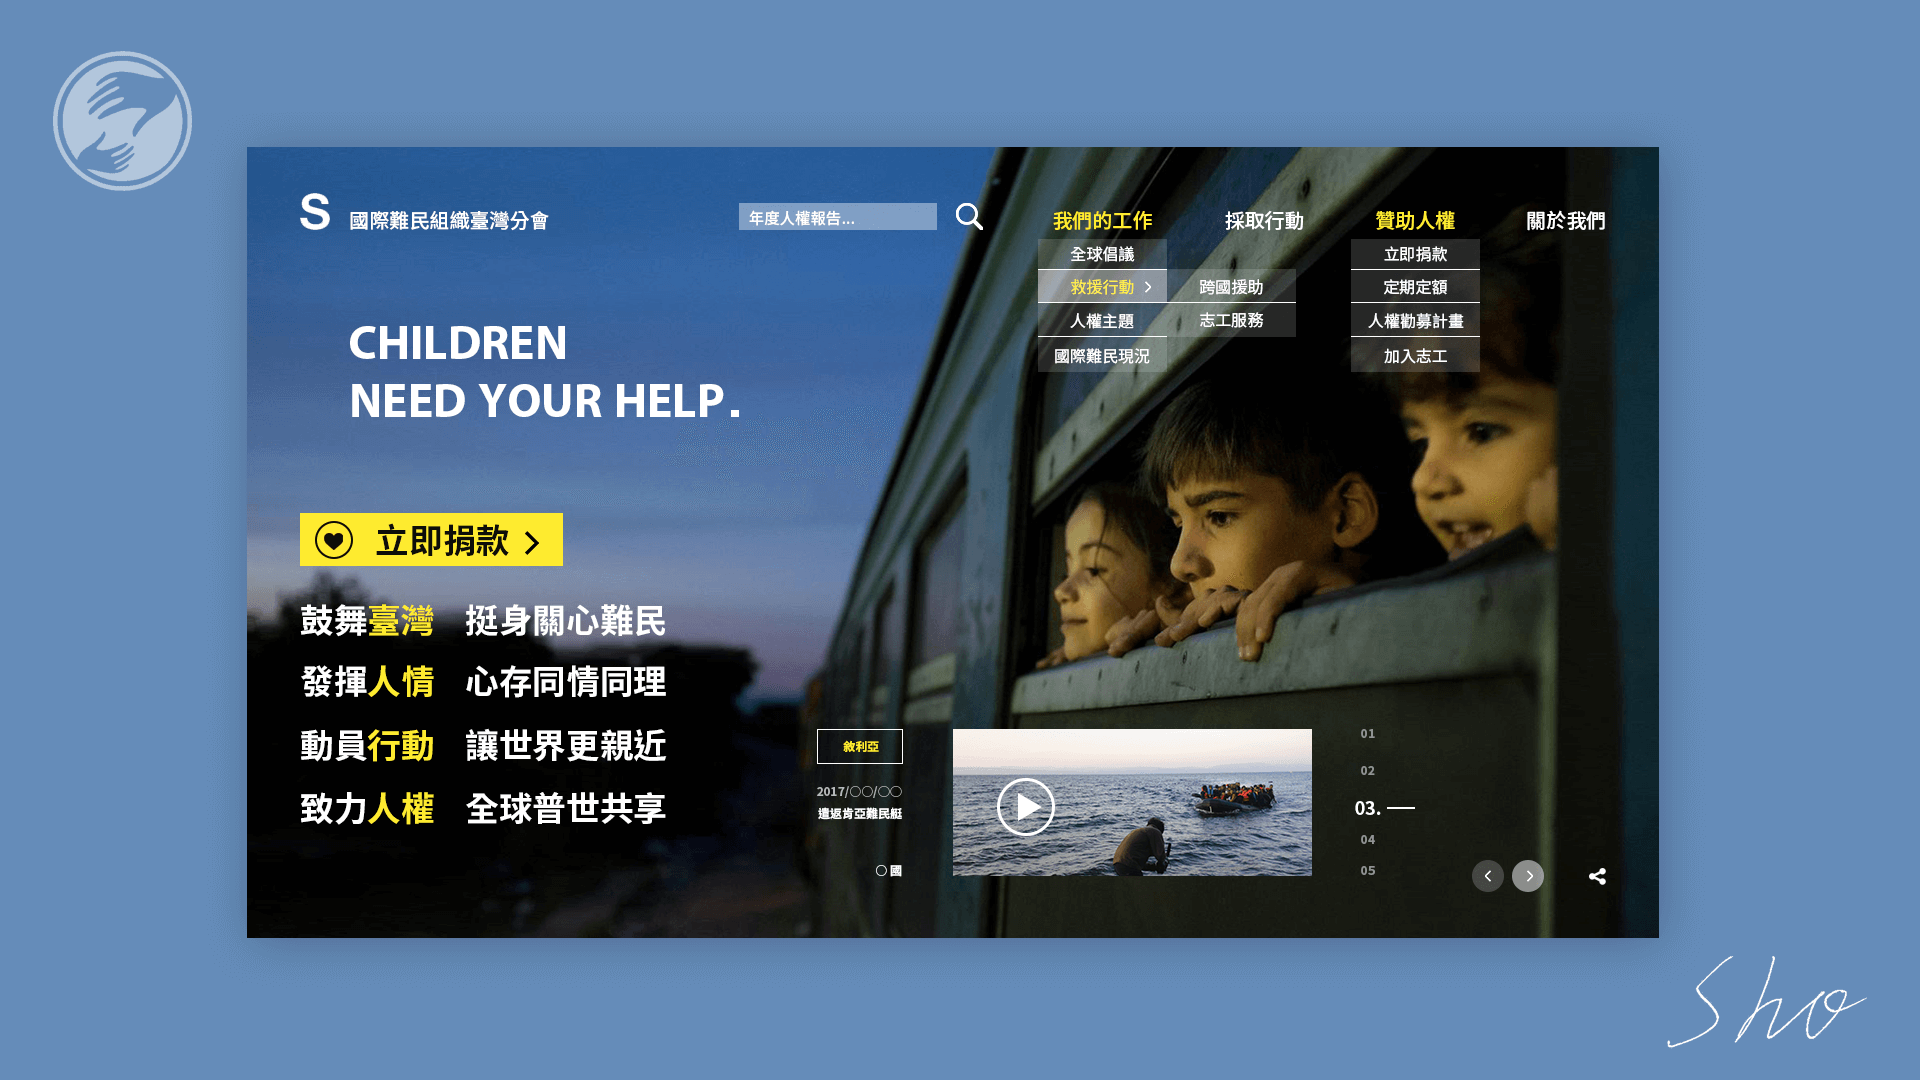 S 國際難民組織臺灣分會
年度人權報告...
我們的工作 採取行動 贊助人權 關於我們
全球倡議
救援行動
人權主題
國際難民現況
跨國援助
志工服務
立即捐款
定期定額
人權勸募計畫
加入志工
CHILDREN
NEED YOUR HELP.
立即捐款
鼓舞臺灣 挺身關心難民
發揮人情 心存同情同理
動員行動 讓世界更親近
致力人權 全球普世共享
敘利亞
2017/○○/○○
遣返肯亞難民艇
○國
01
02
03.
04
05
Sho